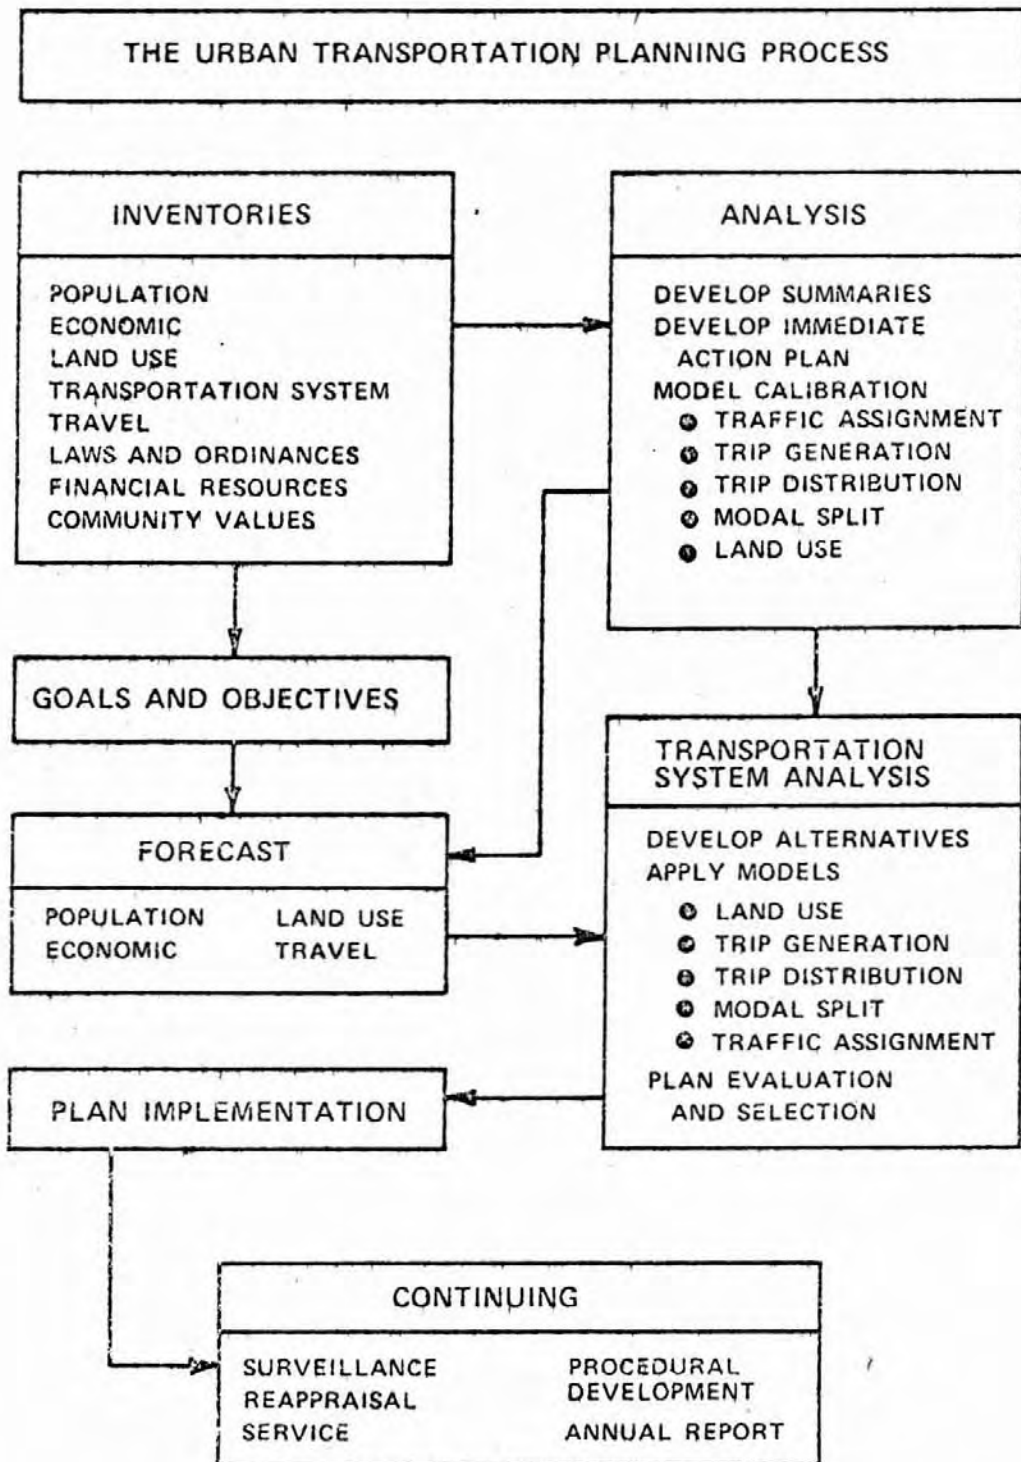 THE URBAN TRANSPORTATION PLANNING PROCESS
INVENTORIES
POPULATION
ECONOMIC
LAND USE
TRANSPORTATION SYSTEM
TRAVEL
LAWS AND ORDINANCES
FINANCIAL RESOURCES
COMMUNITY VALUES
ANALYSIS
DEVELOP SUMMARIES
DEVELOP IMMEDIATE
ACTION PLAN
MODEL CALIBRATION
TRAFFIC ASSIGNMENT
TRIP GENERATION
TRIP DISTRIBUTION
MODAL SPLIT
LAND USE
GOALS AND OBJECTIVES
FORECAST
POPULATION LAND USE
ECONOMIC TRAVEL
TRANSPORTATION
SYSTEM ANALYSIS
DEVELOP ALTERNATIVES
APPLY MODELS
LAND USE
TRIP GENERATION
TRIP DISTRIBUTION
MODAL SPLIT
TRAFFIC ASSIGNMENT
PLAN EVALUATION
AND SELECTION
PLAN IMPLEMENTATION
CONTINUING
SURVEILLANCE
REAPPRAISAL
SERVICE
PROCEDURAL
DEVELOPMENT
ANNUAL REPORT